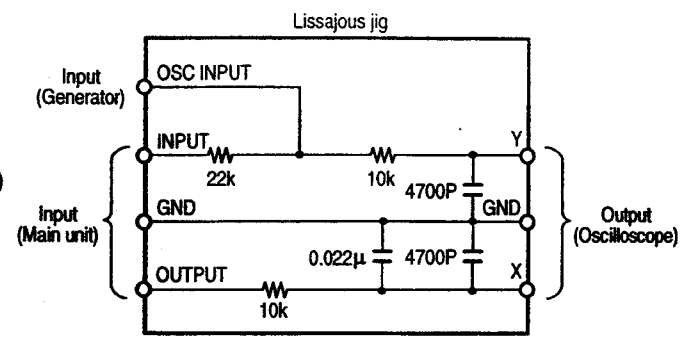 Lissajous jig
Input
(Generator)
OSC INPUT
INPUT
22k
10k
Y
4700P
Input
(Main unit)
GND
GND
Output
(Oscilloscope)
0.022µ
4700P
OUTPUT
10k
X
)